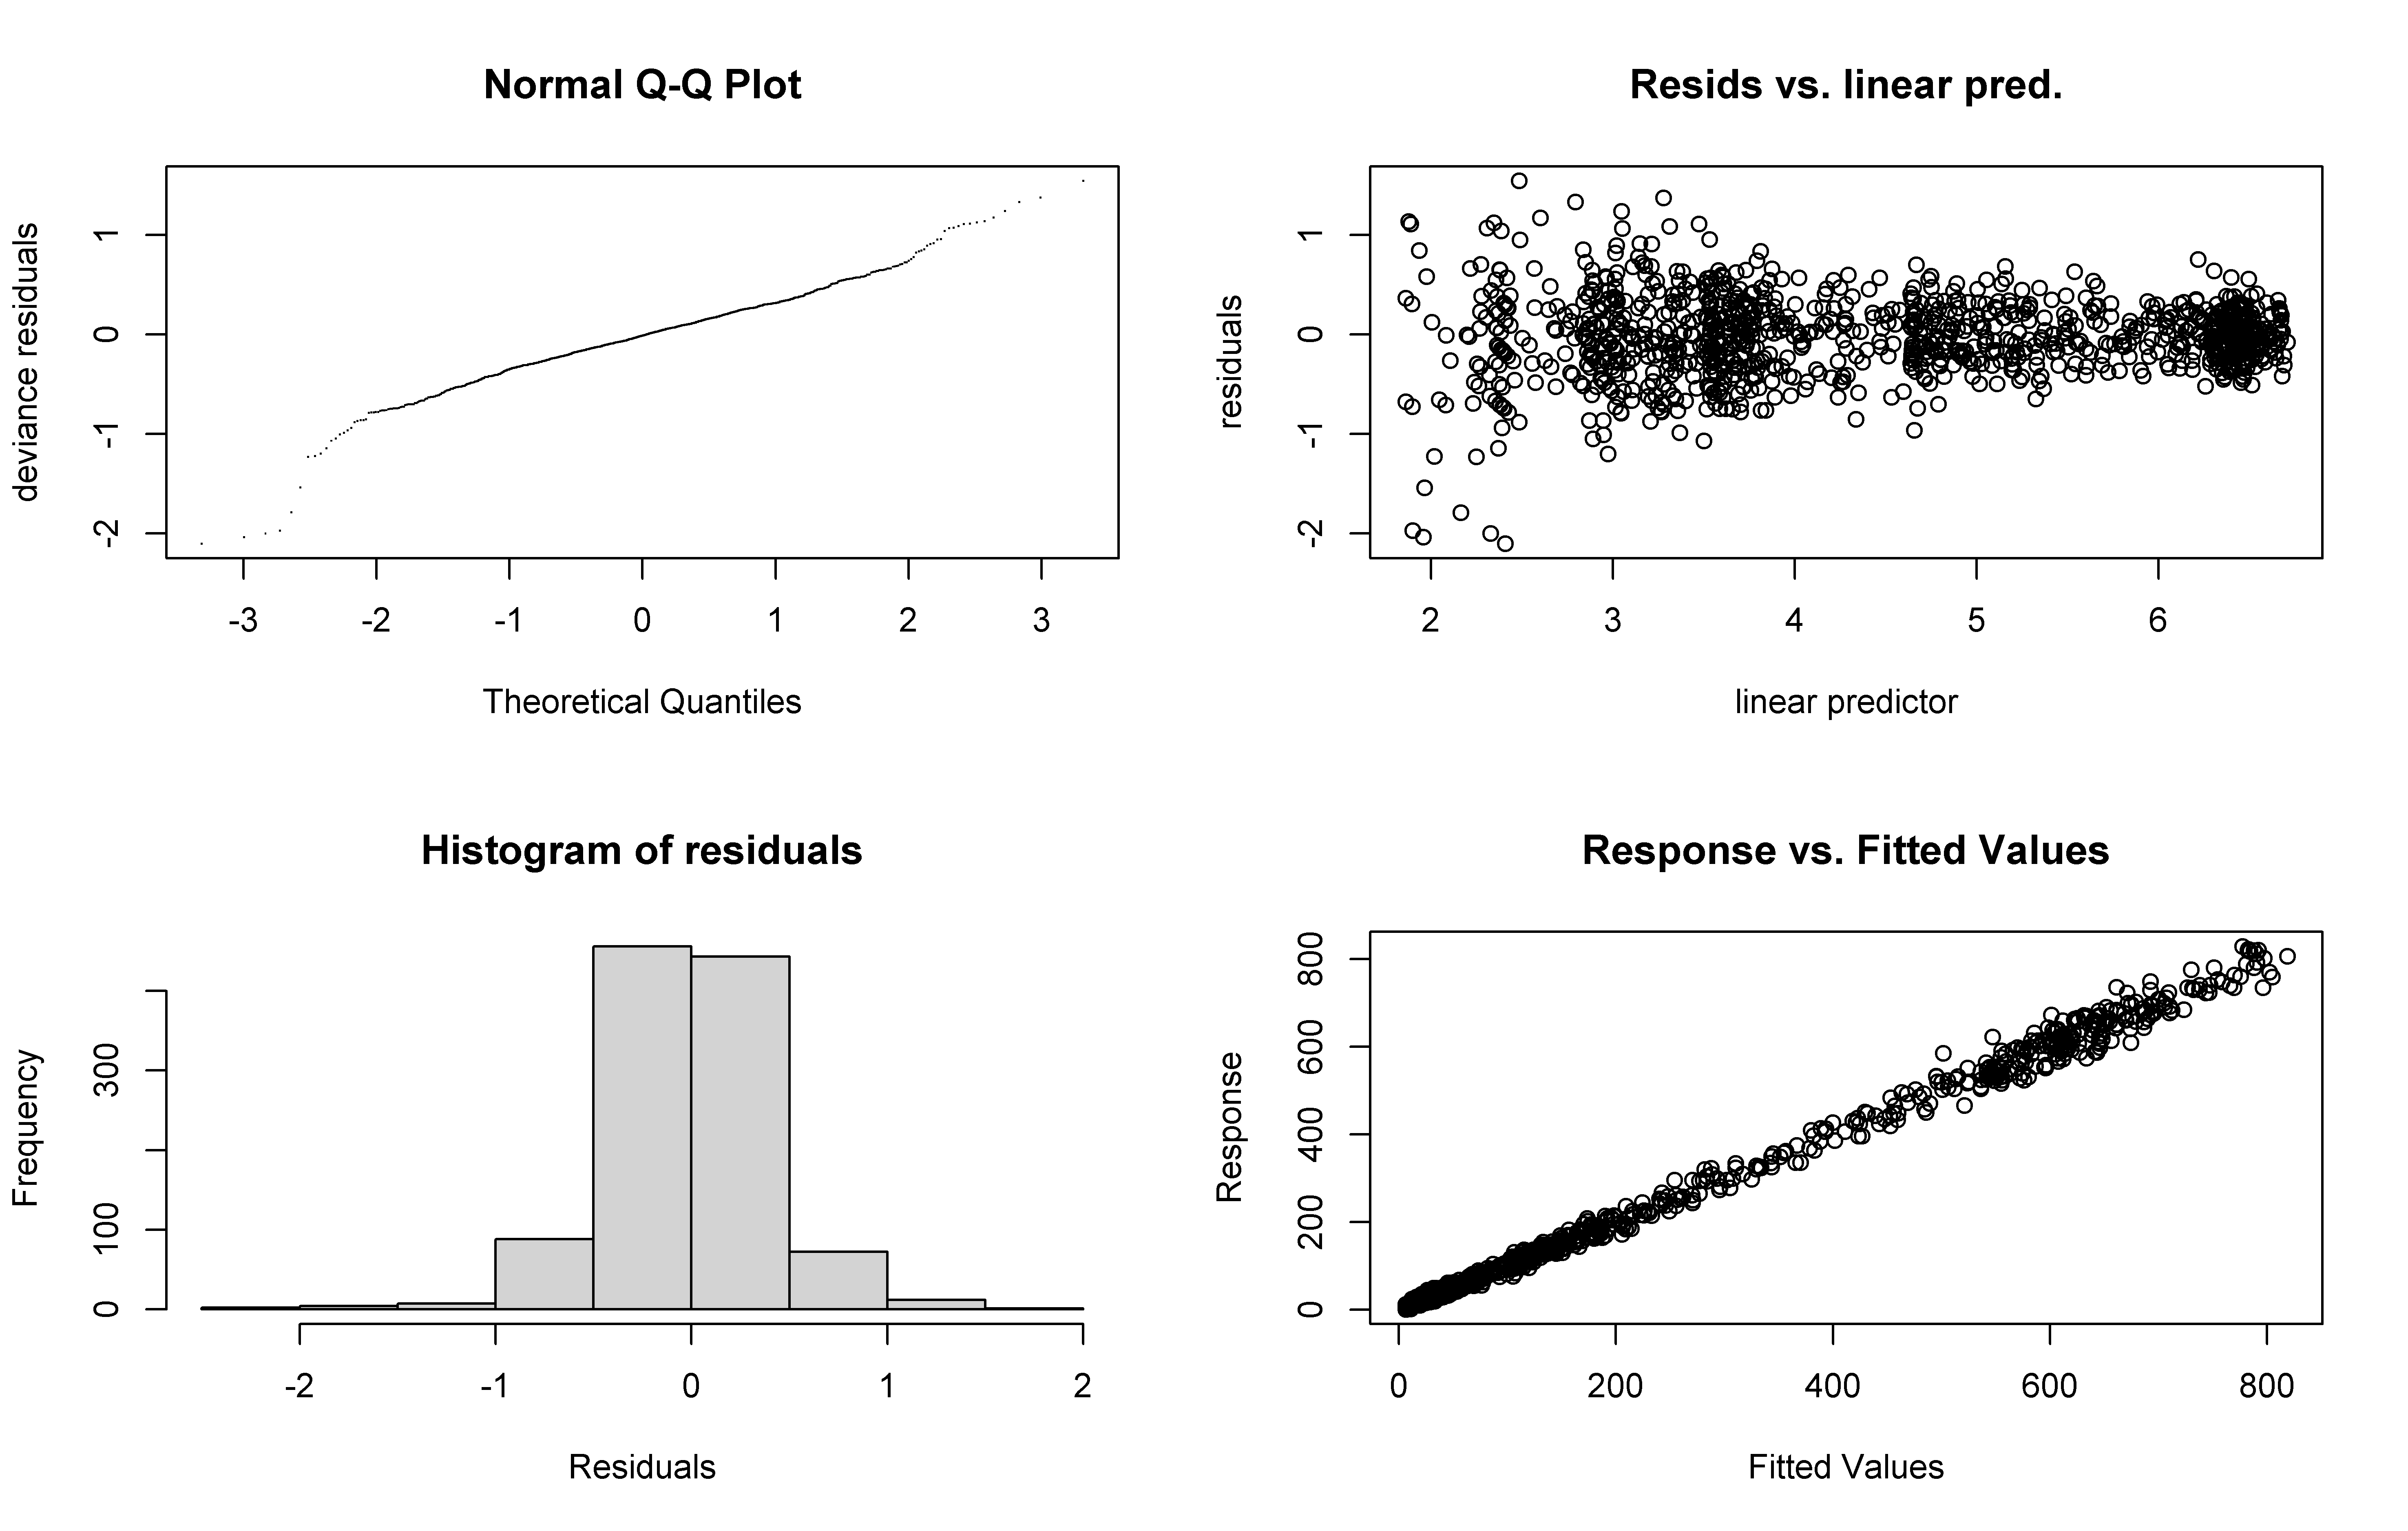 Normal Q-Q Plot
deviance residuals
1
0
-1
-2
-3 -2 -1 0 1 2 3
Theoretical Quantiles
Resids vs. linear pred.
residuals
1
0
-1
-2
2 3 4 5 6
linear predictor
Histogram of residuals
Frequency
300
100
0
-2 -1 0 1 2
Residuals
Response vs. Fitted Values
Response
800
600
400
200
0
0 200 400 600 800
Fitted Values